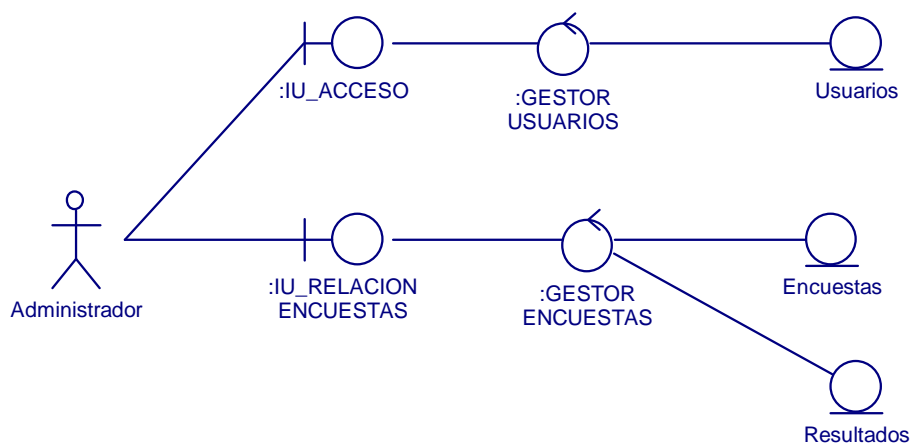 :IU_ACCESO
:GESTOR
USUARIOS
Usuarios
Administrador
:IU_RELACION
ENCUESTAS
:GESTOR
ENCUESTAS
Encuestas
Resultados